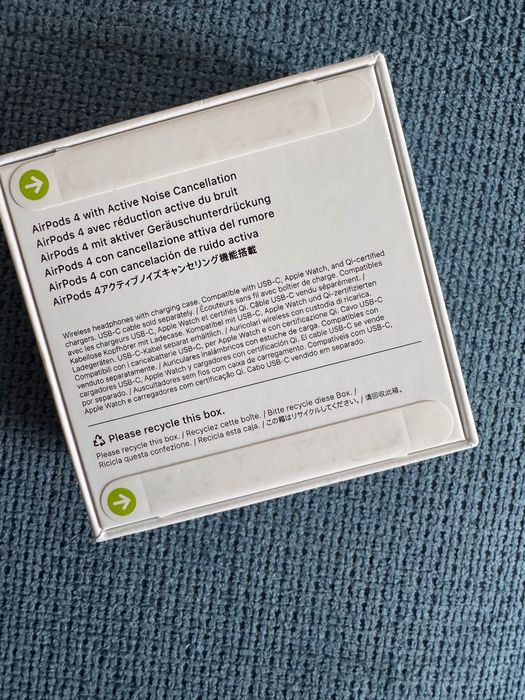 AirPods 4 with Active Noise Cancellation
AirPods 4 avec réduction active du bruit
AirPods 4 mit aktiver Geräuschunterdrückung
AirPods 4 con cancellazione attiva del rumore
AirPods 4 con cancelación de ruido activa
AirPods 4アクティブノイズキャンセリング機能搭載
Wireless headphones with charging case. Compatible with USB-C, Apple Watch, and Qi-certified
chargers. USB-C cable sold separately. / Écouteurs sans fil avec boîtier de charge. Compatibles
avec les chargeurs USB-C, Apple Watch et certifiés Qi. Câble USB-C vendu séparément. /
Kabellose Kopfhörer mit Ladecase. Kompatibel mit USB-C, Apple Watch und Qi-zertifizierten
Ladegeräten. USB-C-Kabel separat erhältlich. / Auricolari wireless con custodia di ricarica.
Compatibili con i caricabatterie USB-C, per Apple Watch e con certificazione Qi. Cavo USB-C
venduto separatamente. / Auriculares inalámbricos con estuche de carga. Compatibles con
cargadores USB-C, Apple Watch y cargadores con certificación Qi. El cable USB-C se vende
por separado. / Auscultadores sem fios com caixa de carregamento. Compatíveis com USB-C,
Apple Watch e carregadores com certificação Qi. Cabo USB-C vendido em separado.
Please recycle this box.
Please recycle this box. / Recyclez cette boîte. / Bitte recycle diese Box. /
Ricicla questa confezione. / Recicla esta caja. / この箱はリサイクルしてください。 / 请回收此箱。